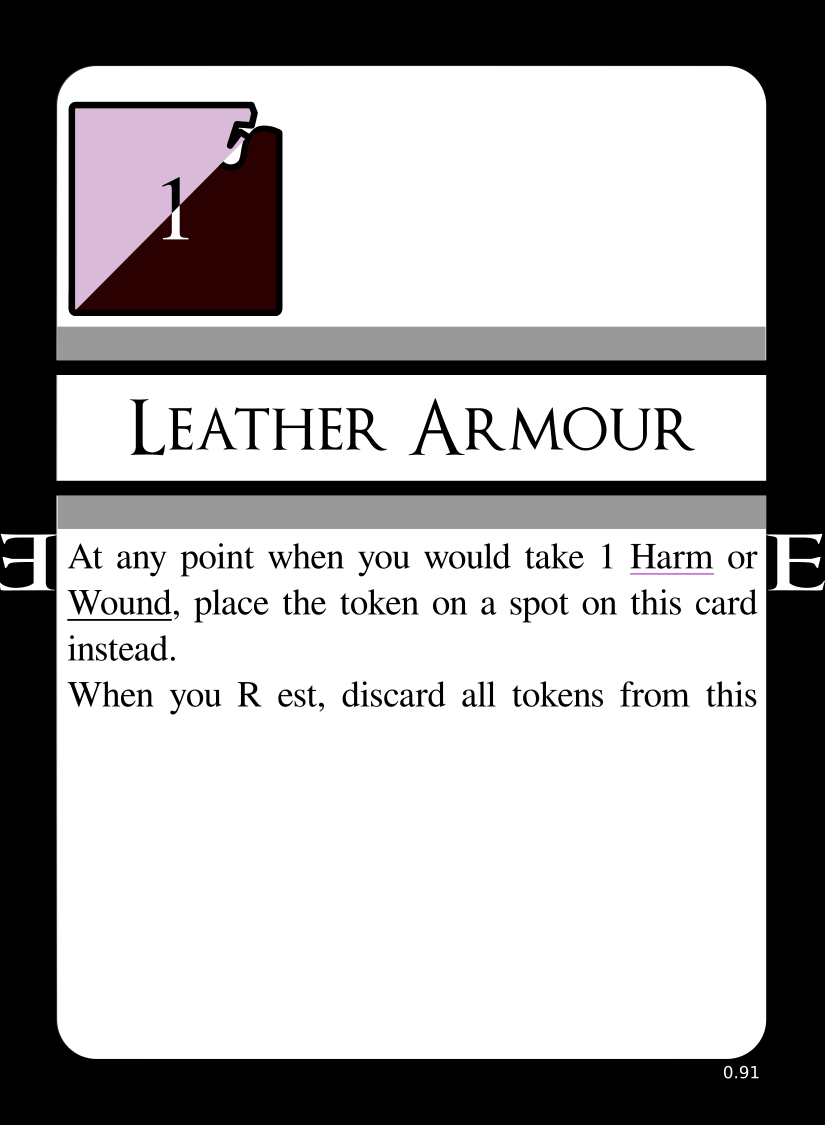 1
Leather Armour
E E
At any point when you would take 1 Harm or
Wound, place the token on a spot on this card
instead.
When you R est, discard all tokens from this
0.91